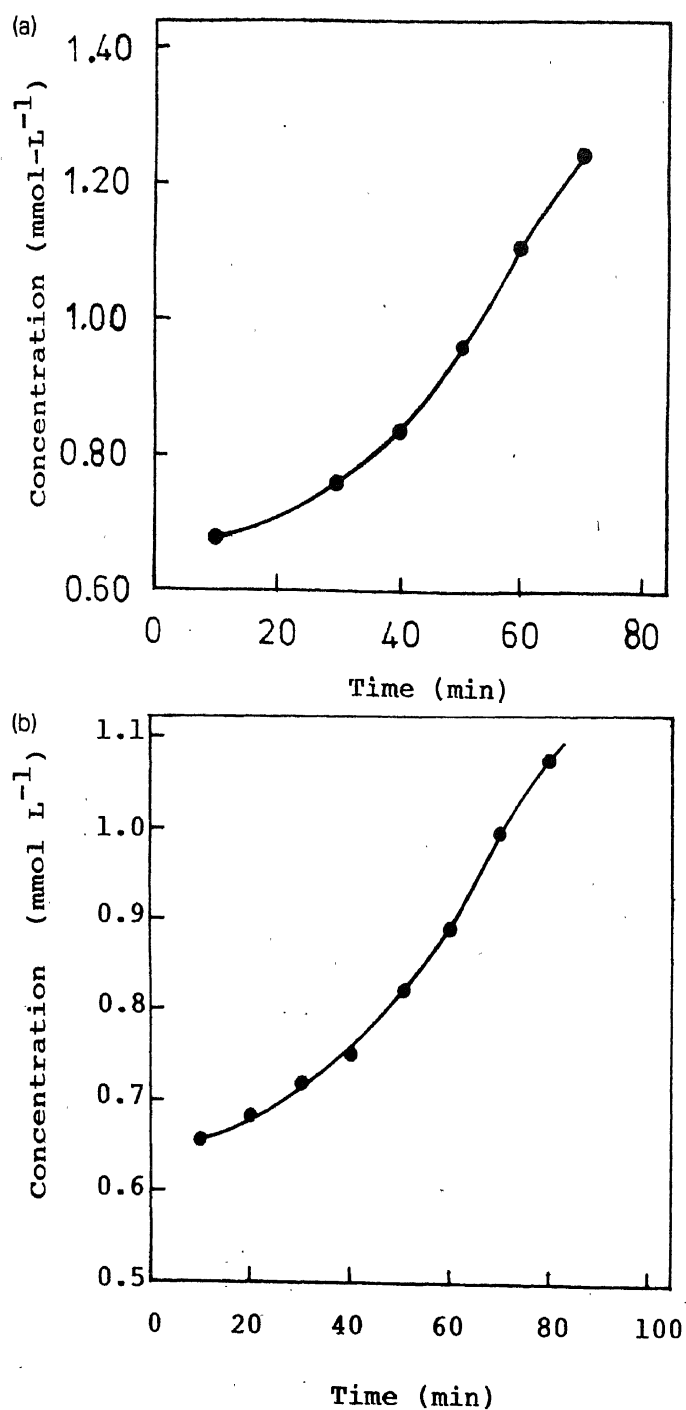 (a)
1.40
1.20
1.00
0.80
0.60
Concentration (mmol-L-1)
0 20 40 60 80
Time (min)
(b)
1.1
1.0
0.9
0.8
0.7
0.6
0.5
Concentration (mmol L-1)
0 20 40 60 80 100
Time (min)